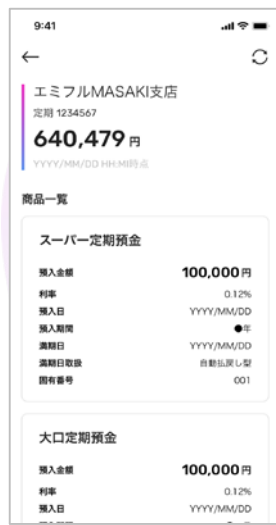 9:41
エミフルMASAKI支店
定期 1234567
640,479 円
YYYY/MM/DD HH:MI時点
商品一覧
スーパー定期預金
預入金額 100,000円
利率 0.12%
預入日 YYYY/MM/DD
預入期間 ●年
満期日 YYYY/MM/DD
満期日取扱 自動払戻し型
固有番号 001
大口定期預金
預入金額 100,000円
利率 0.12%
預入日 YYYY/MM/DD